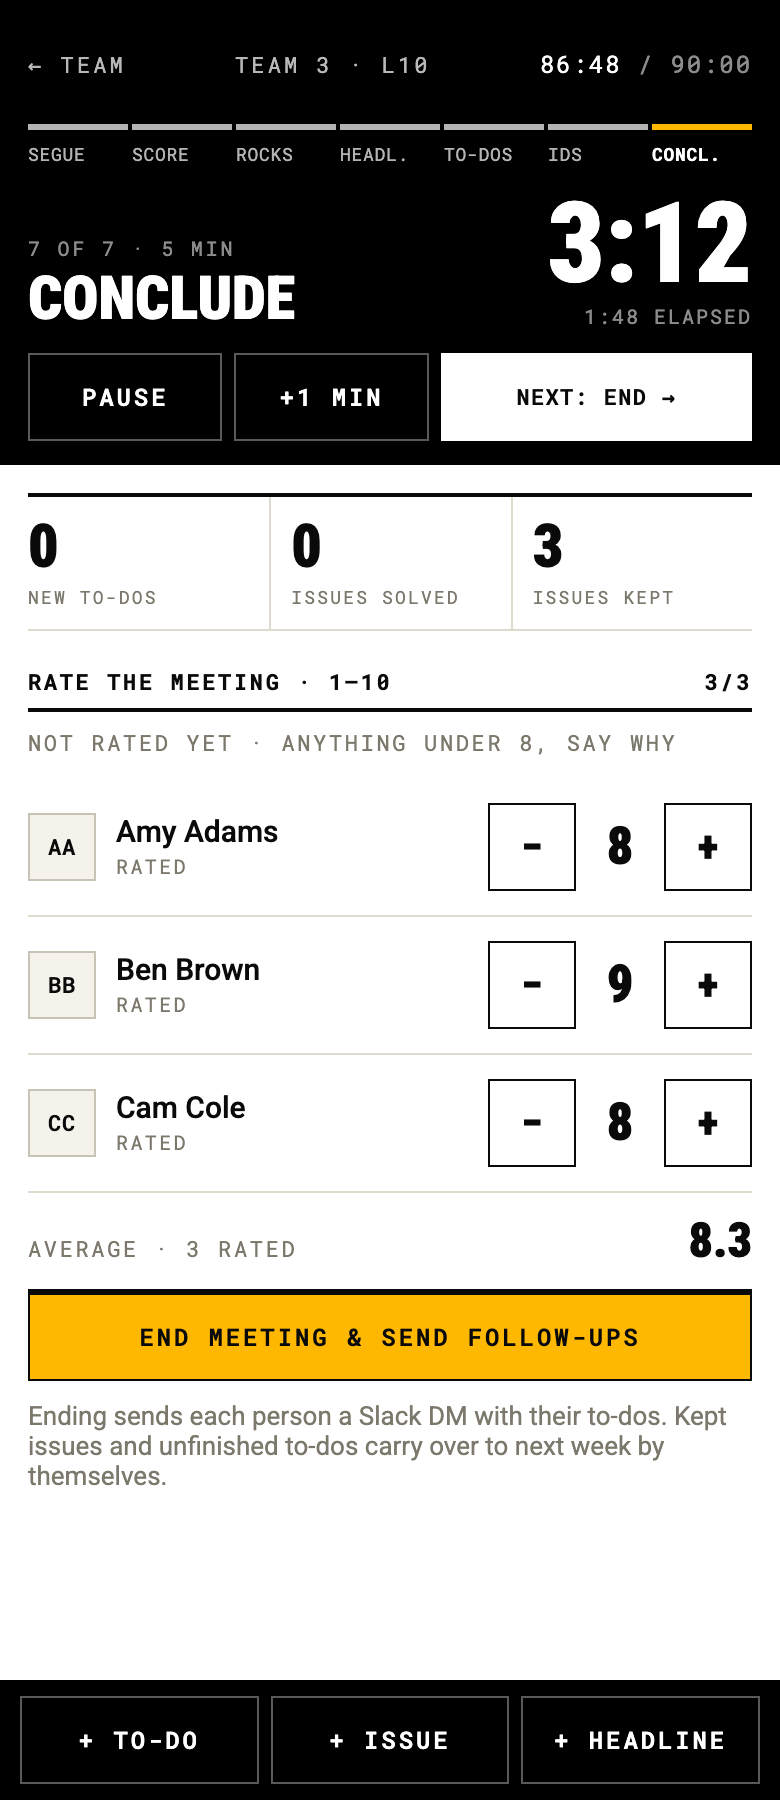 ← TEAM
TEAM 3 · L10
86:48 / 90:00
SEGUE
SCORE
ROCKS
HEADL.
TO-DOS
IDS
CONCL.
7 OF 7 · 5 MIN
CONCLUDE
3:12
1:48 ELAPSED
PAUSE
+1 MIN
NEXT: END →
0
NEW TO-DOS
0
ISSUES SOLVED
3
ISSUES KEPT
RATE THE MEETING · 1–10
3/3
NOT RATED YET · ANYTHING UNDER 8, SAY WHY
AA
Amy Adams
RATED
– 8 +
BB
Ben Brown
RATED
– 9 +
CC
Cam Cole
RATED
– 8 +
AVERAGE · 3 RATED
8.3
END MEETING & SEND FOLLOW-UPS
Ending sends each person a Slack DM with their to-dos. Kept
issues and unfinished to-dos carry over to next week by
themselves.
+ TO-DO
+ ISSUE
+ HEADLINE